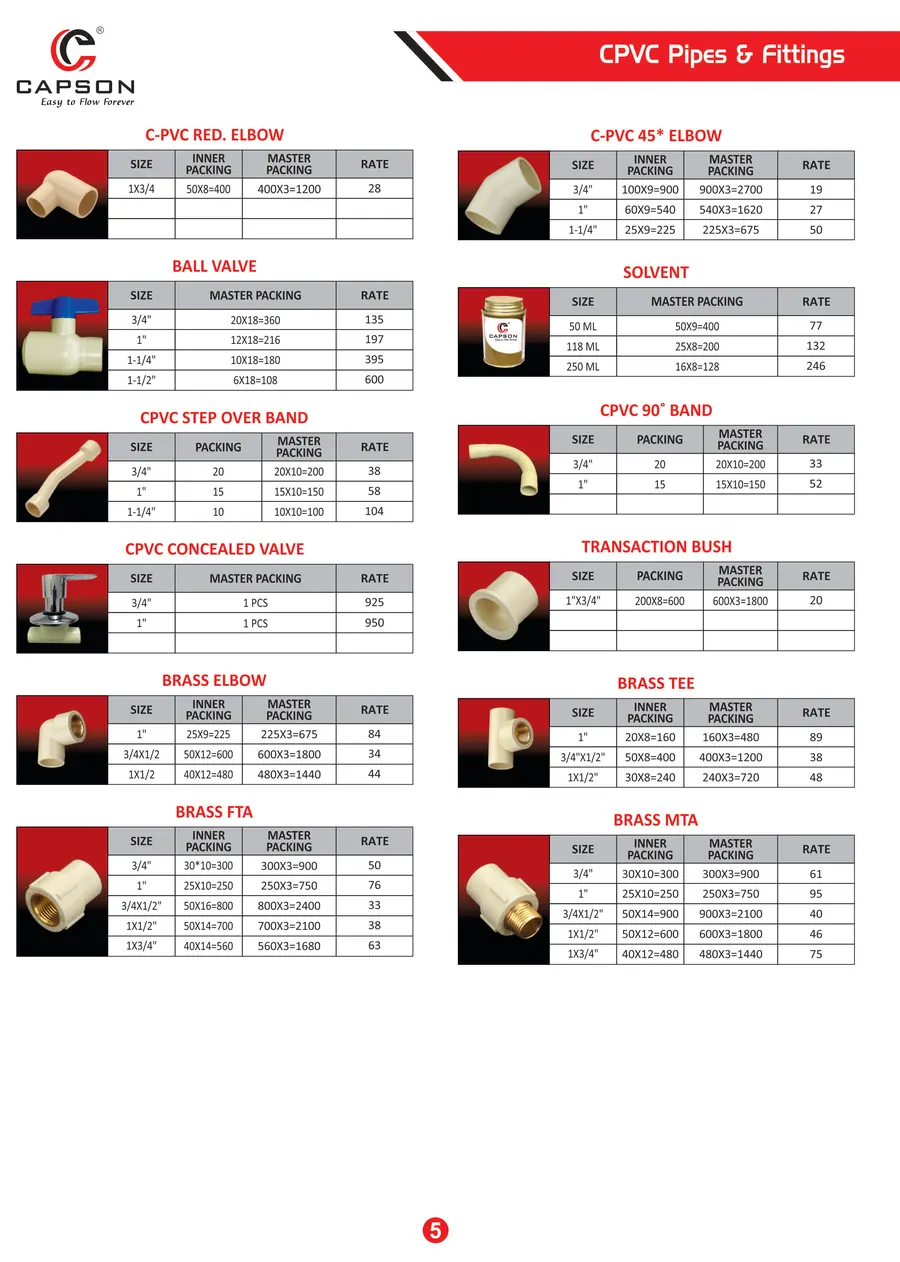 ®
CAPSON
Easy to Flow Forever
CPVC Pipes & Fittings
C-PVC RED. ELBOW
SIZE INNER PACKING MASTER PACKING RATE
1X3/4 50X8=400 400X3=1200 28
BALL VALVE
SIZE MASTER PACKING RATE
3/4" 20X18=360 135
1" 12X18=216 197
1-1/4" 10X18=180 395
1-1/2" 6X18=108 600
CPVC STEP OVER BAND
SIZE PACKING MASTER PACKING RATE
3/4" 20 20X10=200 38
1" 15 15X10=150 58
1-1/4" 10 10X10=100 104
CPVC CONCEALED VALVE
SIZE MASTER PACKING RATE
3/4" 1 PCS 925
1" 1 PCS 950
BRASS ELBOW
SIZE INNER PACKING MASTER PACKING RATE
1" 25X9=225 225X3=675 84
3/4X1/2 50X12=600 600X3=1800 34
1X1/2 40X12=480 480X3=1440 44
BRASS FTA
SIZE INNER PACKING MASTER PACKING RATE
3/4" 30*10=300 300X3=900 50
1" 25X10=250 250X3=750 76
3/4X1/2" 50X16=800 800X3=2400 33
1X1/2" 50X14=700 700X3=2100 38
1X3/4" 40X14=560 560X3=1680 63
C-PVC 45* ELBOW
SIZE INNER PACKING MASTER PACKING RATE
3/4" 100X9=900 900X3=2700 19
1" 60X9=540 540X3=1620 27
1-1/4" 25X9=225 225X3=675 50
SOLVENT
CAPSON
SIZE MASTER PACKING RATE
50 ML 50X9=400 77
118 ML 25X8=200 132
250 ML 16X8=128 246
CPVC 90° BAND
SIZE PACKING MASTER PACKING RATE
3/4" 20 20X10=200 33
1" 15 15X10=150 52
TRANSACTION BUSH
SIZE PACKING MASTER PACKING RATE
1"X3/4" 200X8=600 600X3=1800 20
BRASS TEE
SIZE INNER PACKING MASTER PACKING RATE
1" 20X8=160 160X3=480 89
3/4"X1/2" 50X8=400 400X3=1200 38
1X1/2" 30X8=240 240X3=720 48
BRASS MTA
SIZE INNER PACKING MASTER PACKING RATE
3/4" 30X10=300 300X3=900 61
1" 25X10=250 250X3=750 95
3/4X1/2" 50X14=900 900X3=2100 40
1X1/2" 50X12=600 600X3=1800 46
1X3/4" 40X12=480 480X3=1440 75
5